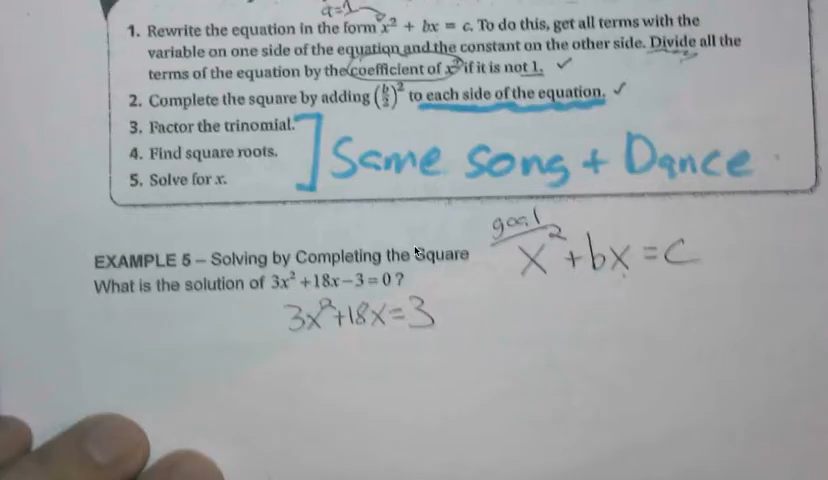 a=1
1. Rewrite the equation in the form x² + bx = c. To do this, get all terms with the
variable on one side of the equation and the constant on the other side. Divide all the
terms of the equation by the coefficient of x² if it is not 1. ✓
2. Complete the square by adding (b/2)² to each side of the equation. ✓
3. Factor the trinomial.
4. Find square roots.
5. Solve for x.
] Same song + Dance
goal
x² + bx = c
EXAMPLE 5 – Solving by Completing the Square
What is the solution of 3x² + 18x − 3 = 0 ?
3x² + 18x = 3